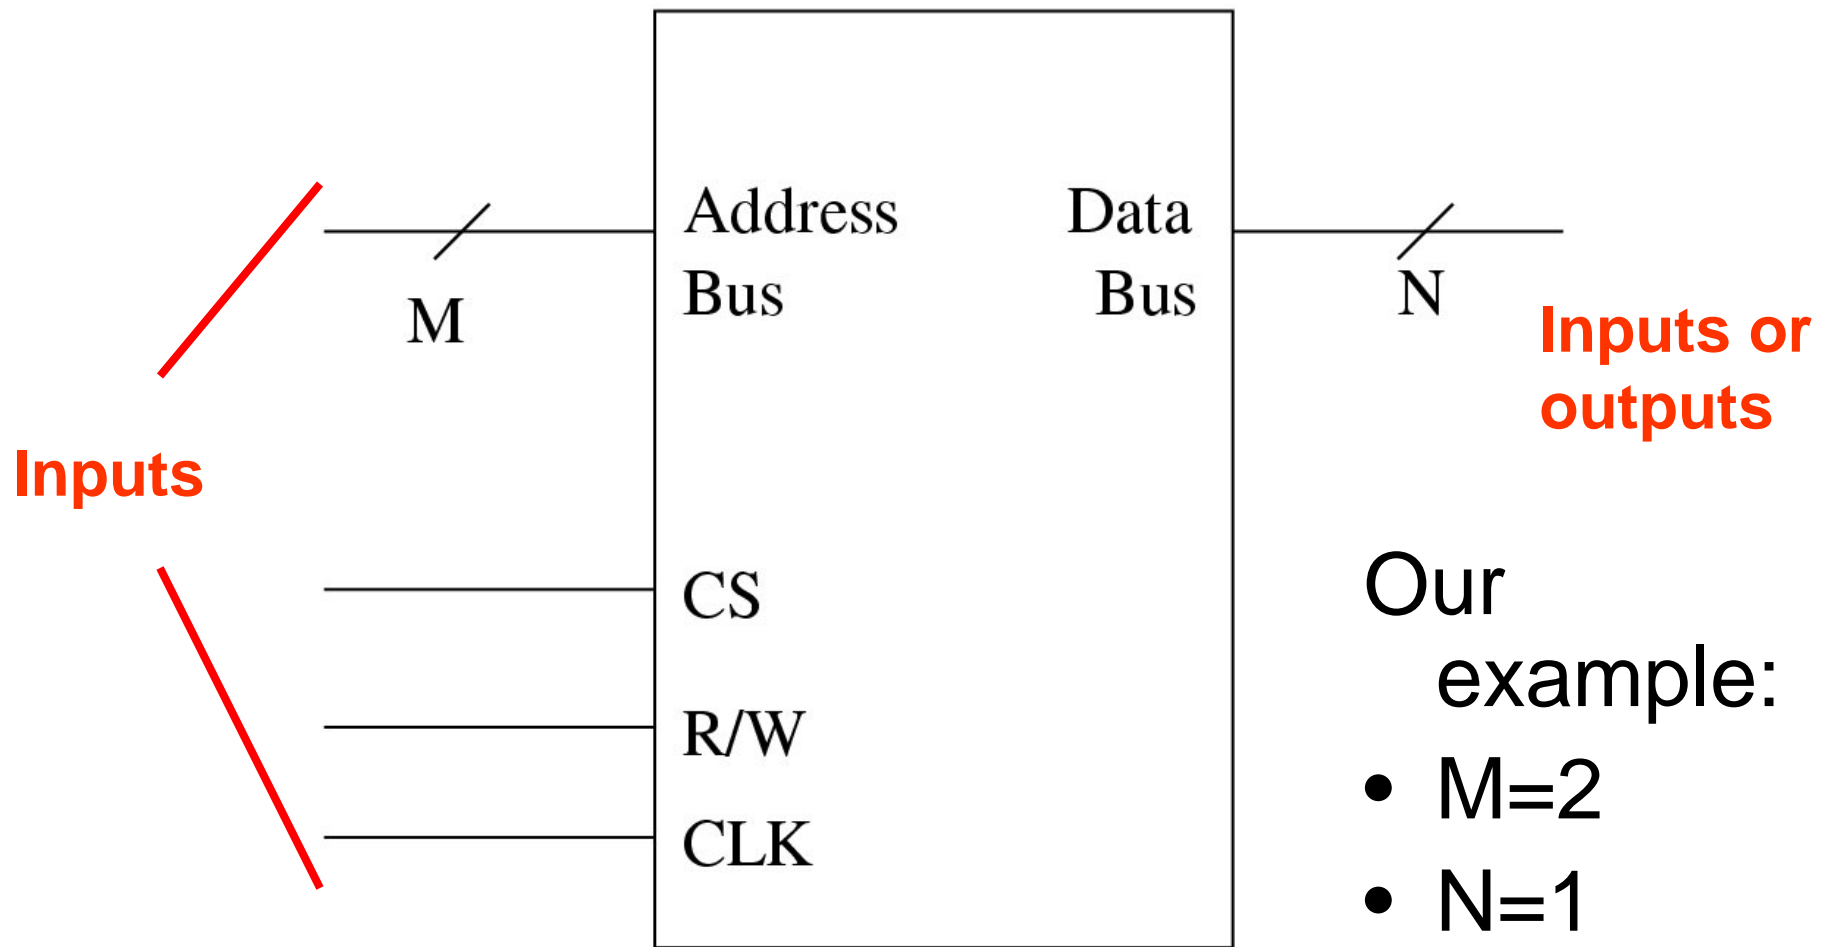 Address
Bus
Data
Bus
M
N
Inputs or
outputs
Inputs
CS
R/W
CLK
Our
example:
• M=2
• N=1